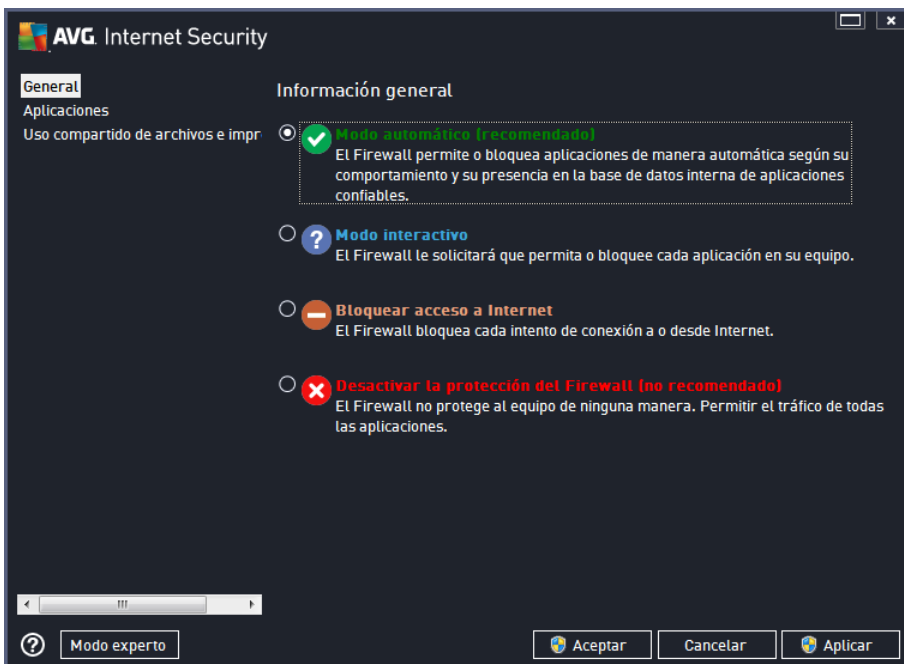 AVG. Internet Security
General
Aplicaciones
Uso compartido de archivos e impr
Información general
Modo automático (recomendado)
El Firewall permite o bloquea aplicaciones de manera automática según su
comportamiento y su presencia en la base de datos interna de aplicaciones
confiables.
Modo interactivo
El Firewall le solicitará que permita o bloquee cada aplicación en su equipo.
Bloquear acceso a Internet
El Firewall bloquea cada intento de conexión a o desde Internet.
Desactivar la protección del Firewall (no recomendado)
El Firewall no protege al equipo de ninguna manera. Permitir el tráfico de todas
las aplicaciones.
Modo experto
Aceptar
Cancelar
Aplicar